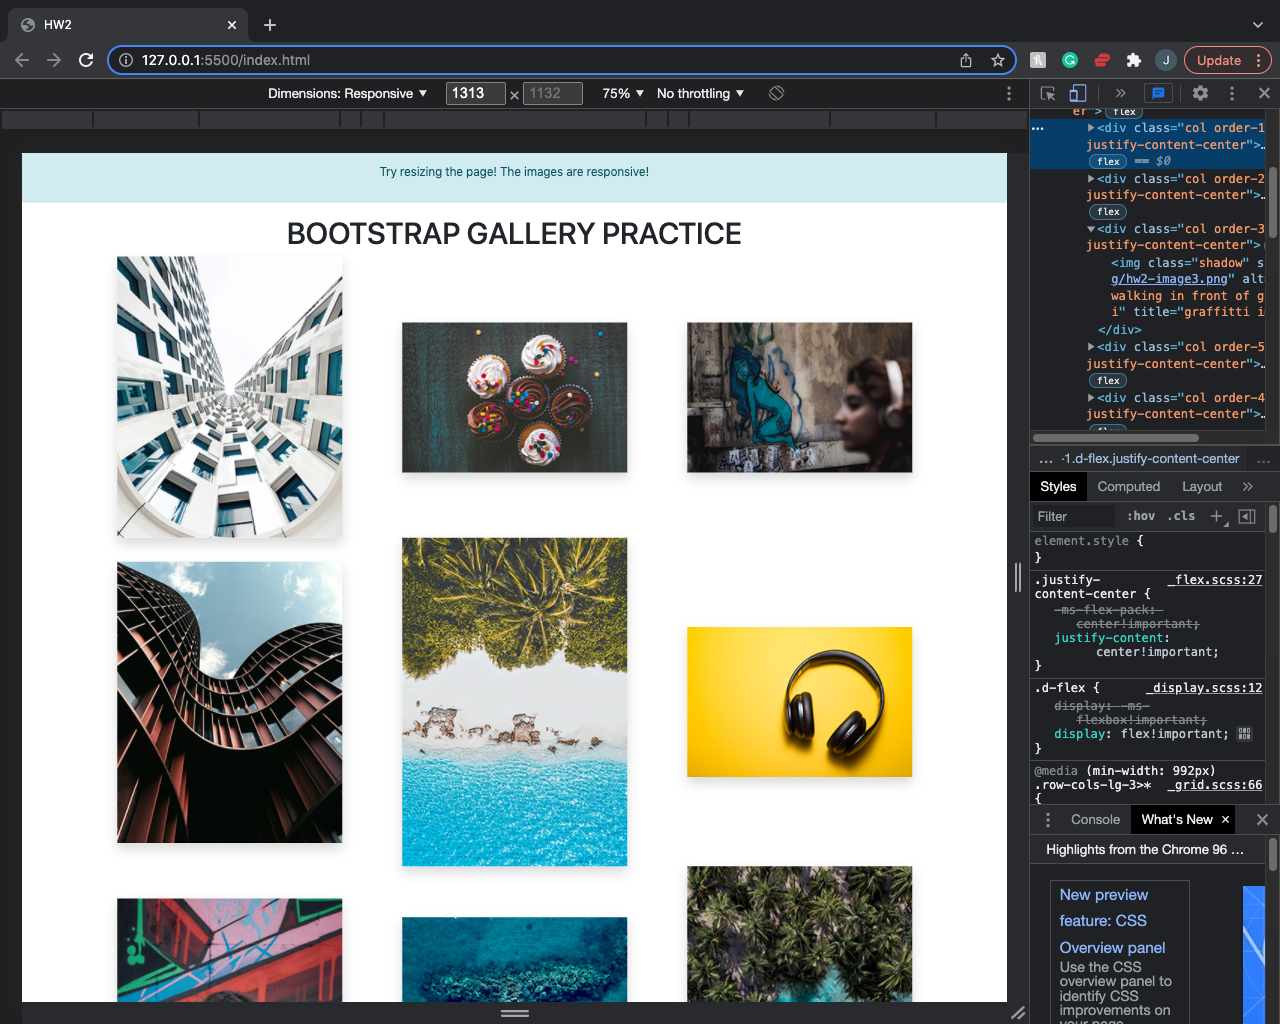 HW2
127.0.0.1:5500/index.html
J
Update
Dimensions: Responsive
1313
×
1132
75%
No throttling
er">
flex
<div class="col order-1
justify-content-center">…
flex
== $0
<div class="col order-2
justify-content-center">…
flex
<div class="col order-3
justify-content-center">
<img class="shadow" s
g/hw2-image3.png" alt
walking in front of g
i" title="graffitti i
</div>
<div class="col order-5
justify-content-center">…
flex
<div class="col order-4
justify-content-center">…
Try resizing the page! The images are responsive!
BOOTSTRAP GALLERY PRACTICE
... ·1.d-flex.justify-content-center ...
Styles
Computed
Layout
Filter
:hov
.cls
element.style {
}
.justify-
content-center {
_flex.scss:27
-ms-flex-pack:
center!important;
justify-content:
center!important;
}
.d-flex {
_display.scss:12
display: -ms-
flexbox!important;
display: flex!important;
}
@media (min-width: 992px)
.row-cols-lg-3>*
_grid.scss:66
{
Console
What's New ×
Highlights from the Chrome 96 ...
New preview
feature: CSS
Overview panel
Use the CSS
overview panel to
identify CSS
improvements on
your page.